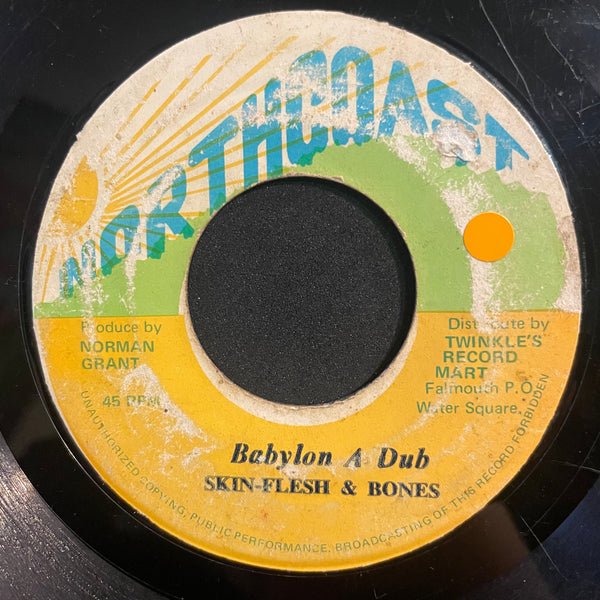 NORTHCOAST
Produce by
NORMAN
GRANT
45 RPM
Distribute by
TWINKLE'S
RECORD
MART
Falmouth P.O.
Water Square.
Babylon A Dub
SKIN-FLESH & BONES
UNAUTHORIZED COPYING, PUBLIC PERFORMANCE, BROADCASTING OF THIS RECORD FORBIDDEN